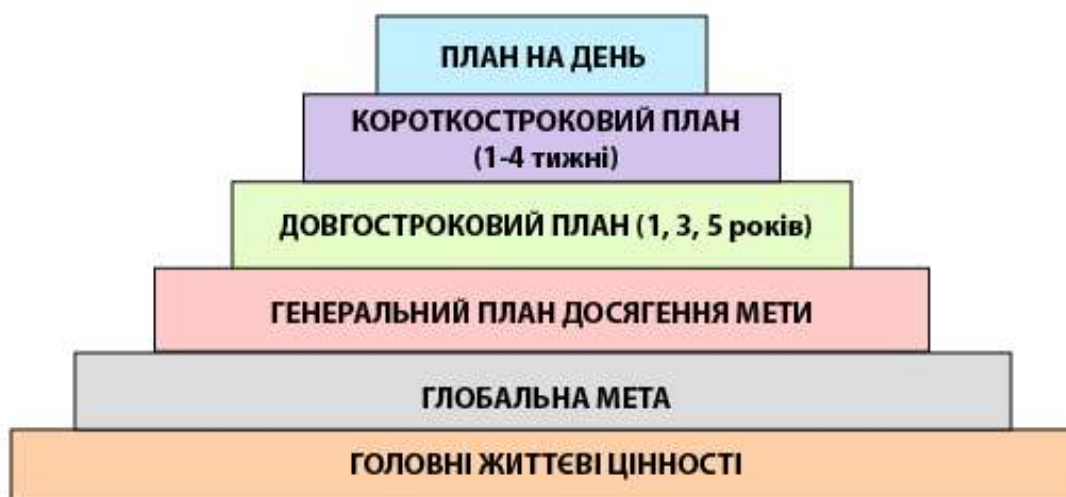 ПЛАН НА ДЕНЬ
КОРОТКОСТРОКОВИЙ ПЛАН
(1-4 тижні)
ДОВГОСТРОКОВИЙ ПЛАН (1, 3, 5 років)
ГЕНЕРАЛЬНИЙ ПЛАН ДОСЯГЕННЯ МЕТИ
ГЛОБАЛЬНА МЕТА
ГОЛОВНІ ЖИТТЄВІ ЦІННОСТІ